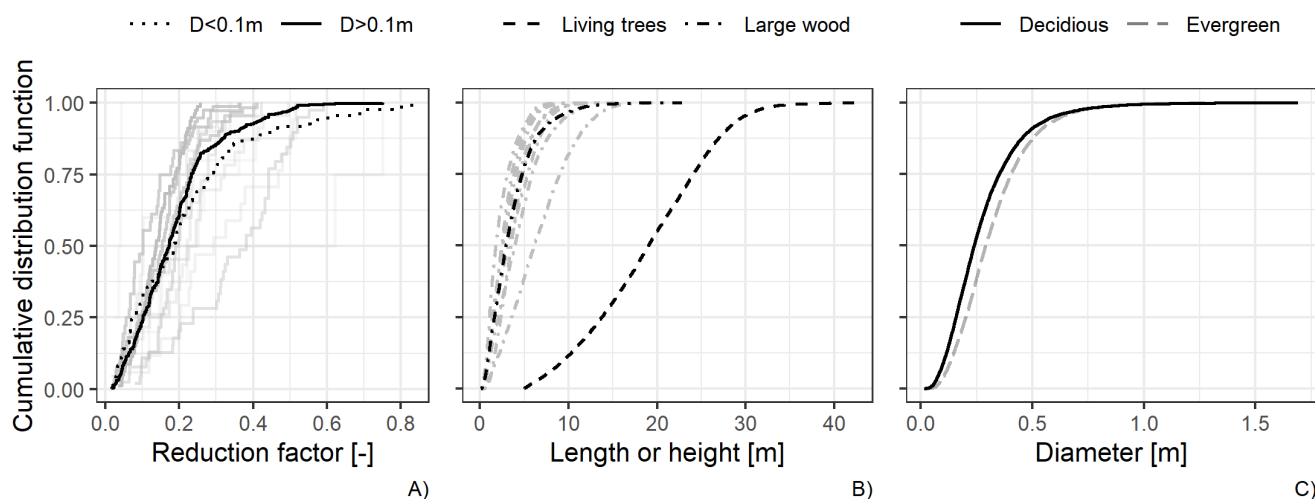 D<0.1m D>0.1m
Living trees Large wood
Decidious Evergreen
Cumulative distribution function
1.00
0.75
0.50
0.25
0.00
0.0 0.2 0.4 0.6 0.8
Reduction factor [-]
A)
0 10 20 30 40
Length or height [m]
B)
0.0 0.5 1.0 1.5
Diameter [m]
C)